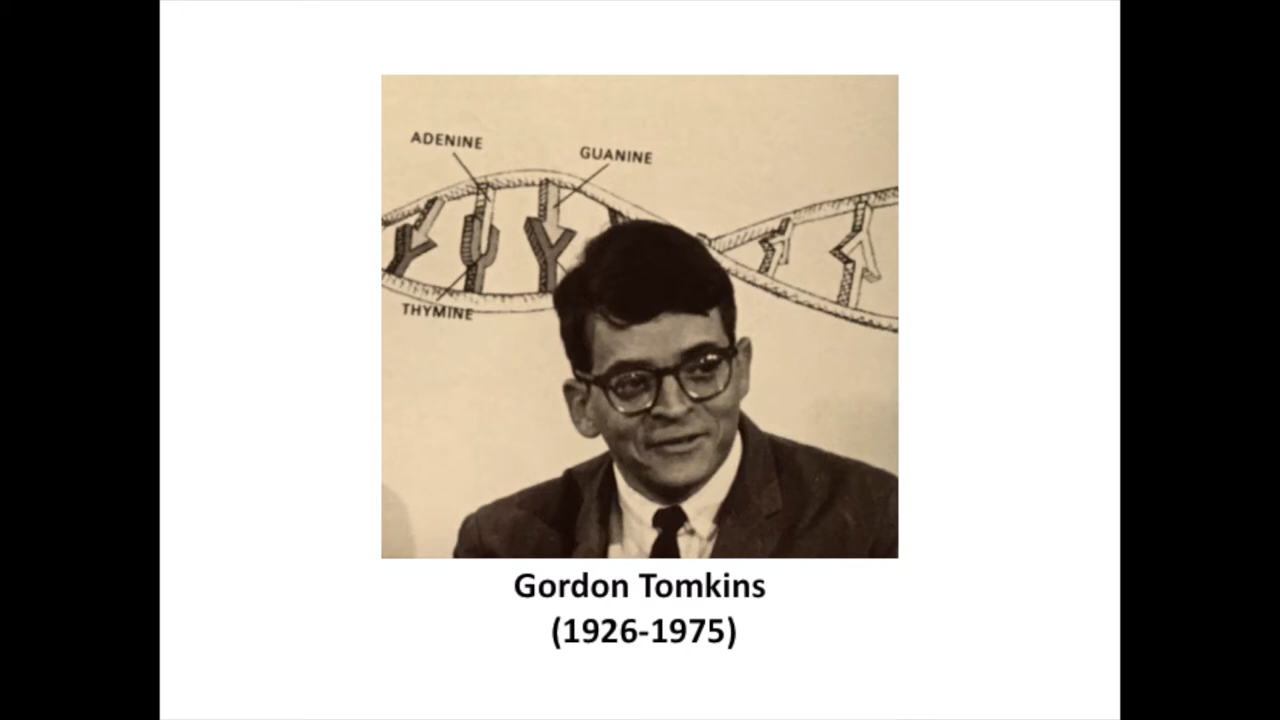 ADENINE
GUANINE
THYMINE
Gordon Tomkins
(1926-1975)